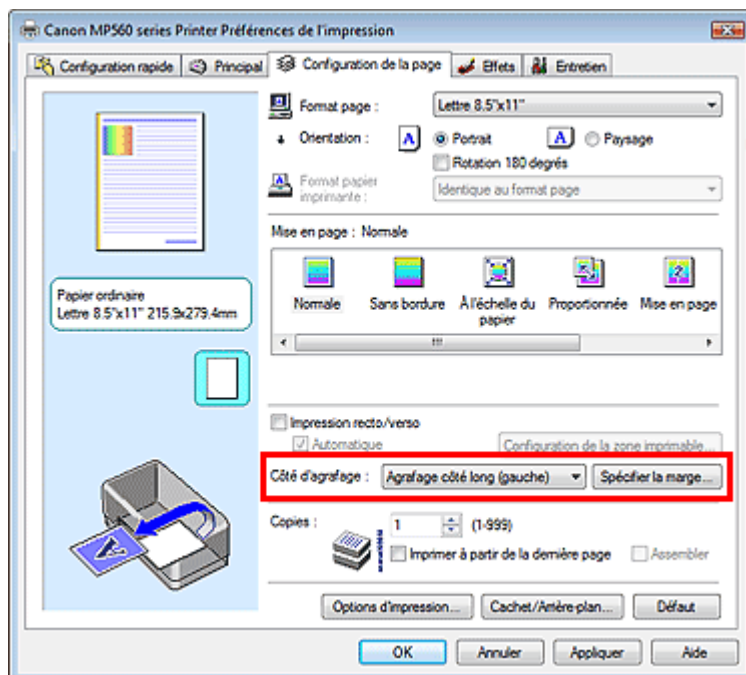 Canon MP560 series Printer Préférences de l'impression
Configuration rapide Principal Configuration de la page Effets Entretien
Format page : Lettre 8.5"x11"
Orientation : A Portrait A Paysage
Rotation 180 degrés
Format papier imprimante : Identique au format page
Mise en page : Normale
Normale Sans bordure À l'échelle du papier Proportionnée Mise en page
Papier ordinaire
Lettre 8.5"x11" 215.9x279.4mm
Impression recto/verso
Automatique Configuration de la zone imprimable...
Côté d'agrafage : Agrafage côté long (gauche) Spécifier la marge...
Copies : 1 (1-999)
Imprimer à partir de la dernière page Assembler
Options d'impression... Cachet/Arrière-plan... Défaut
OK Annuler Appliquer Aide